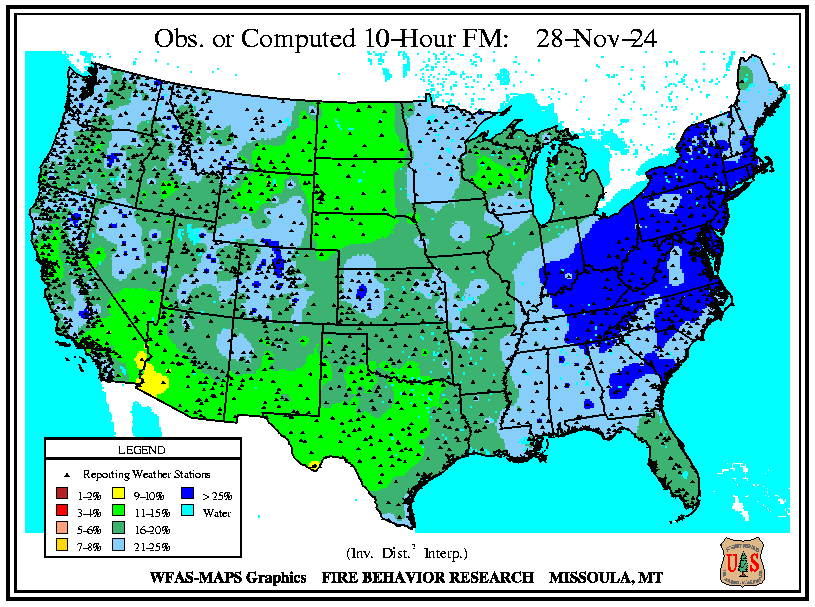 Obs. or Computed 10-Hour FM: 28-Nov-24
LEGEND
Reporting Weather Stations
1-2% 9-10% > 25%
3-4% 11-15% Water
5-6% 16-20%
7-8% 21-25%
(Inv. Dist.² Interp.)
WFAS-MAPS Graphics FIRE BEHAVIOR RESEARCH MISSOULA, MT
U S